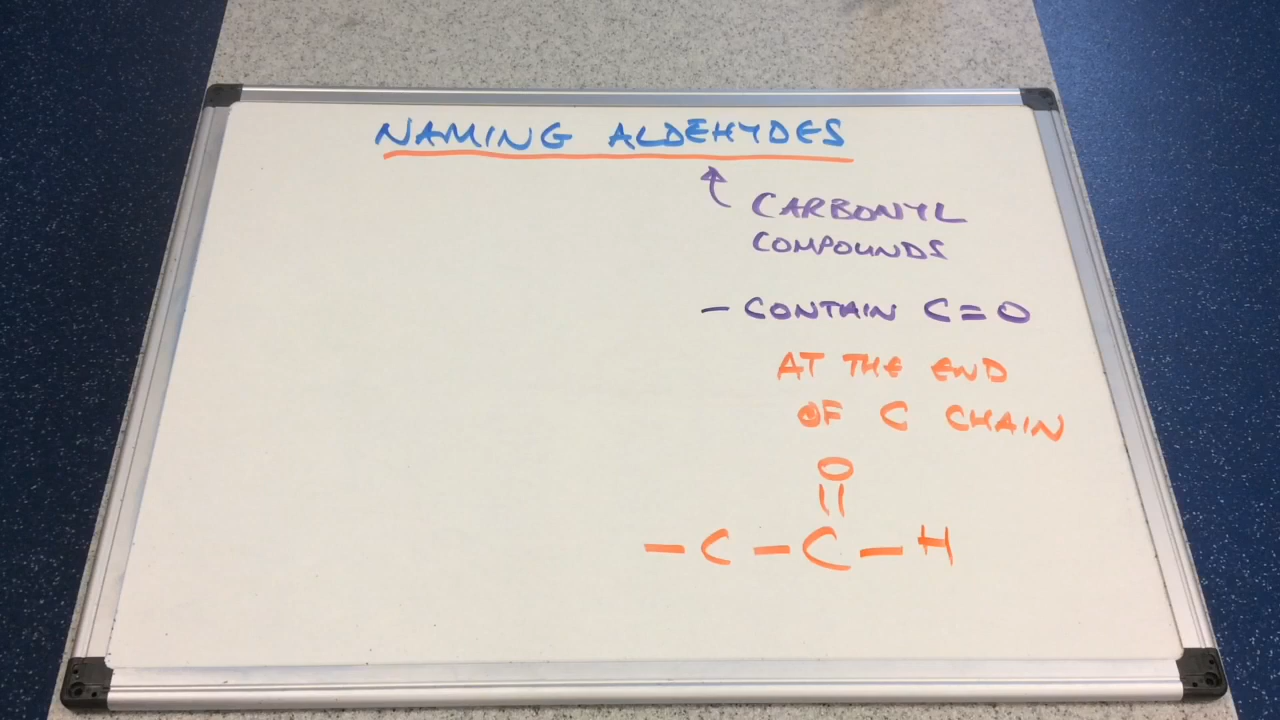 NAMING ALDEHYDES
CARBONYL
COMPOUNDS
- CONTAIN C=O
AT THE END
OF C CHAIN
O
||
- C - C - H